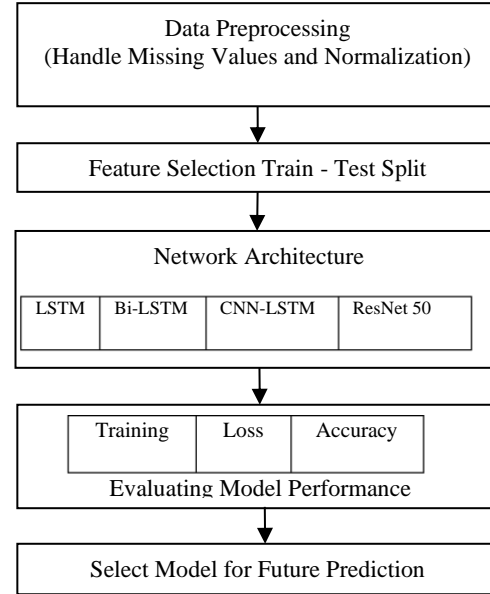 Data Preprocessing
(Handle Missing Values and Normalization)
Feature Selection Train - Test Split
Network Architecture
LSTM Bi-LSTM CNN-LSTM ResNet 50
Training Loss Accuracy
Evaluating Model Performance
Select Model for Future Prediction